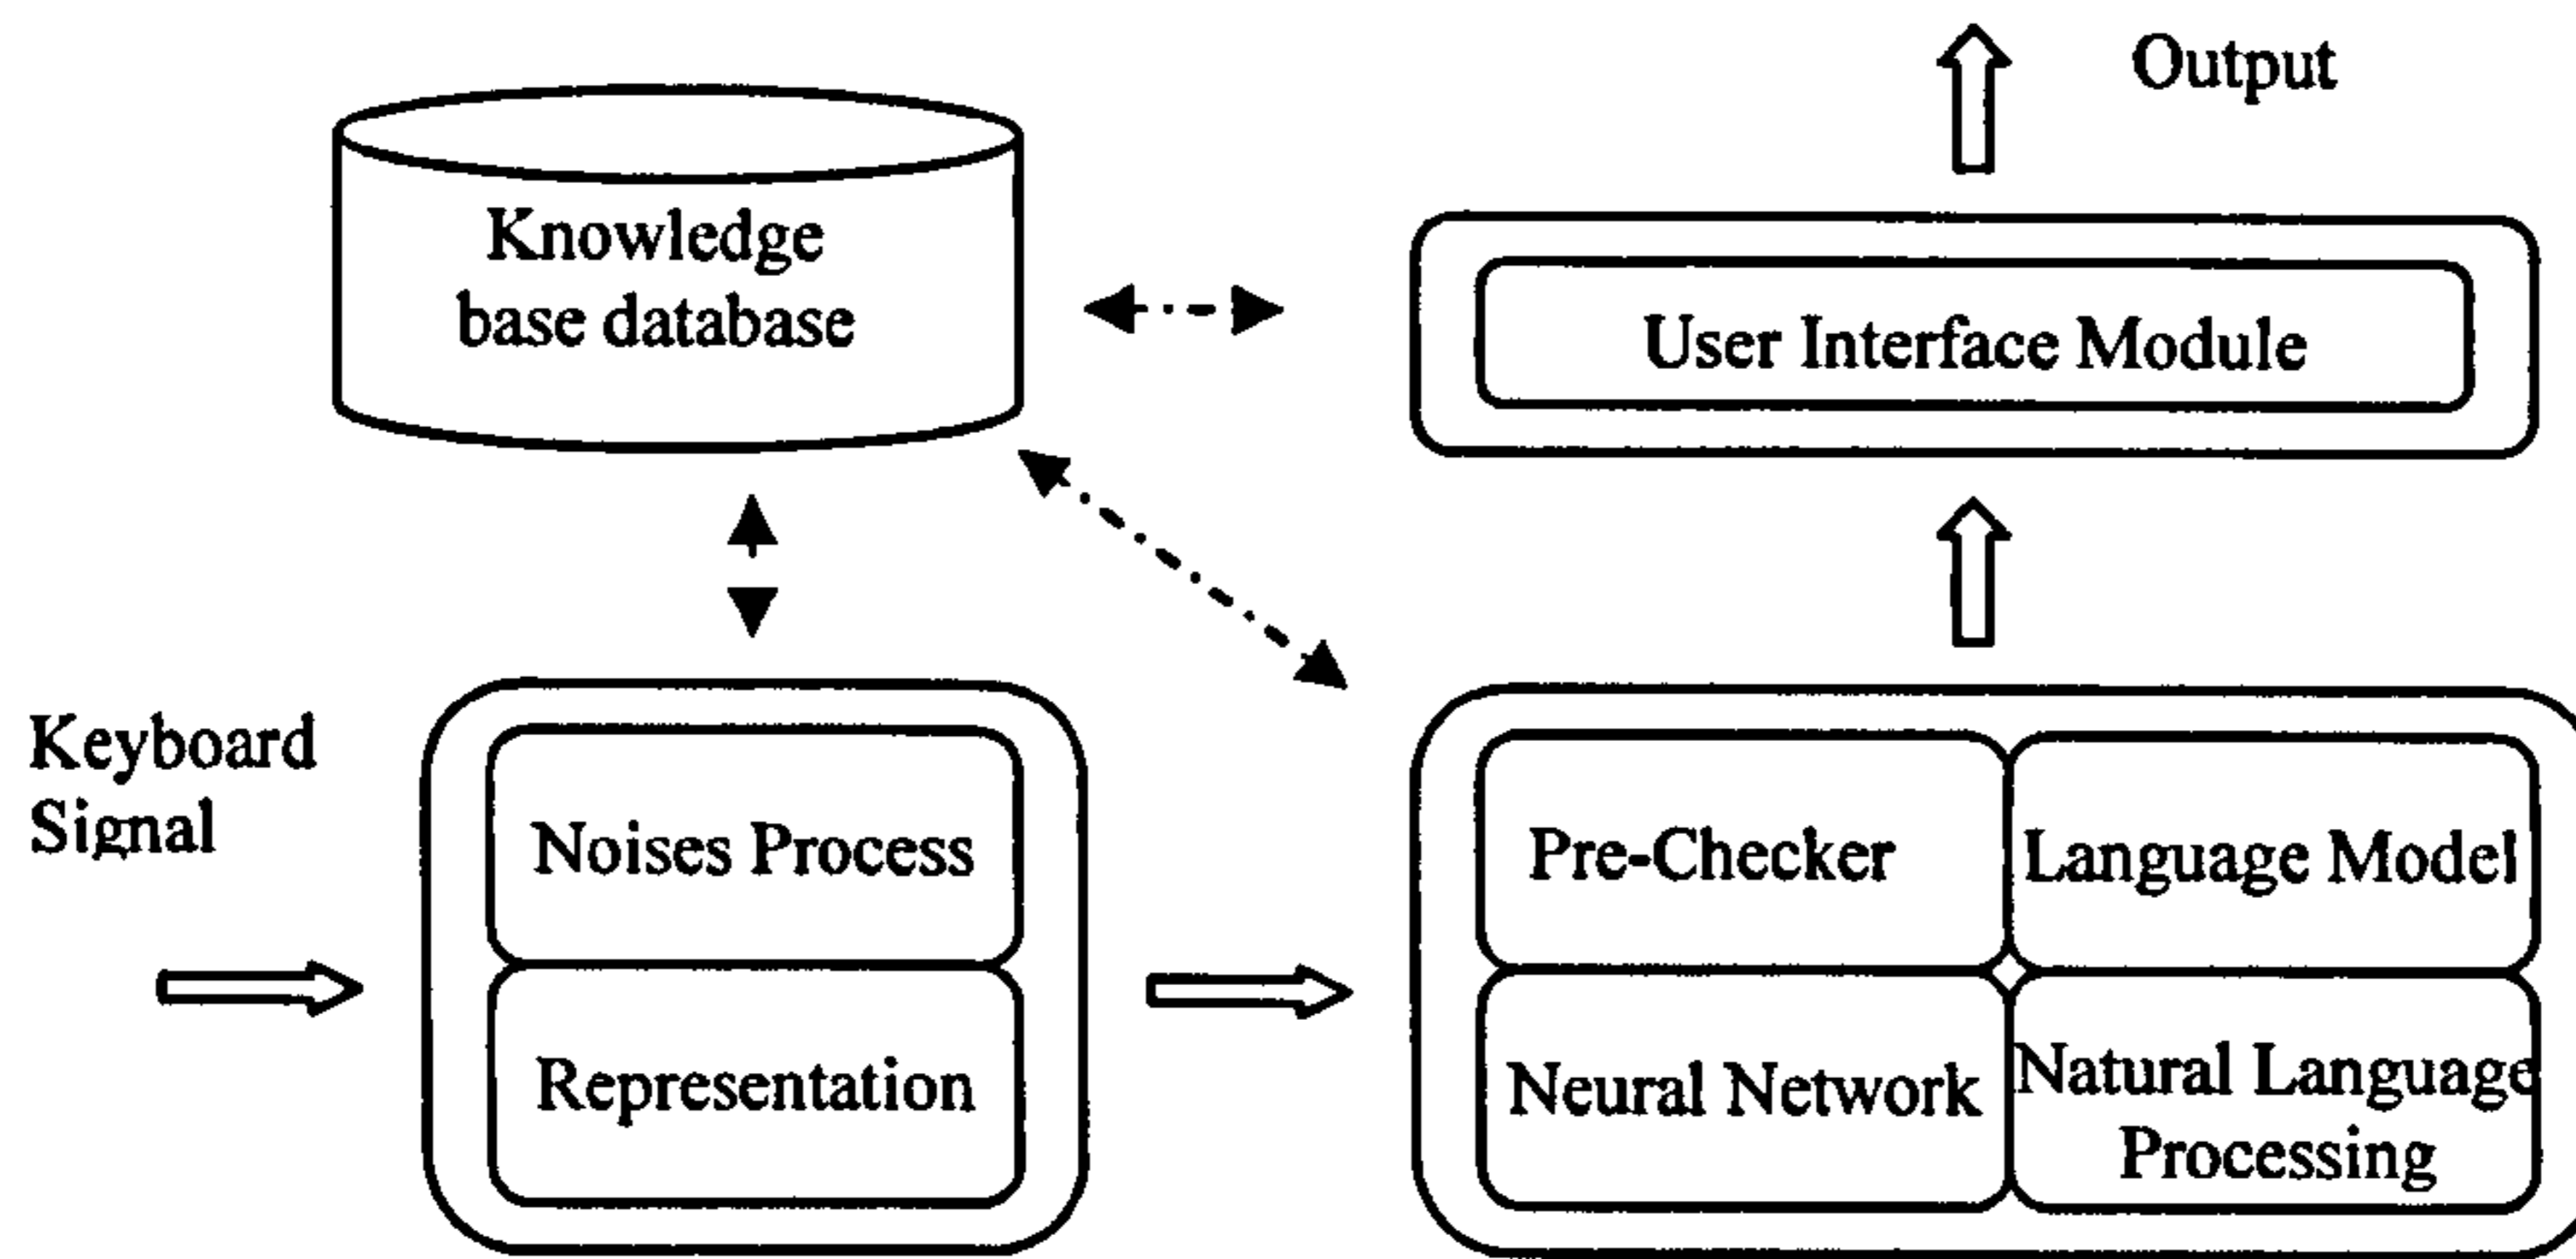 Output
Knowledge
base database
User Interface Module
Keyboard
Signal
Noises Process
Representation
Pre-Checker
Language Model
Neural Network
Natural Language
Processing